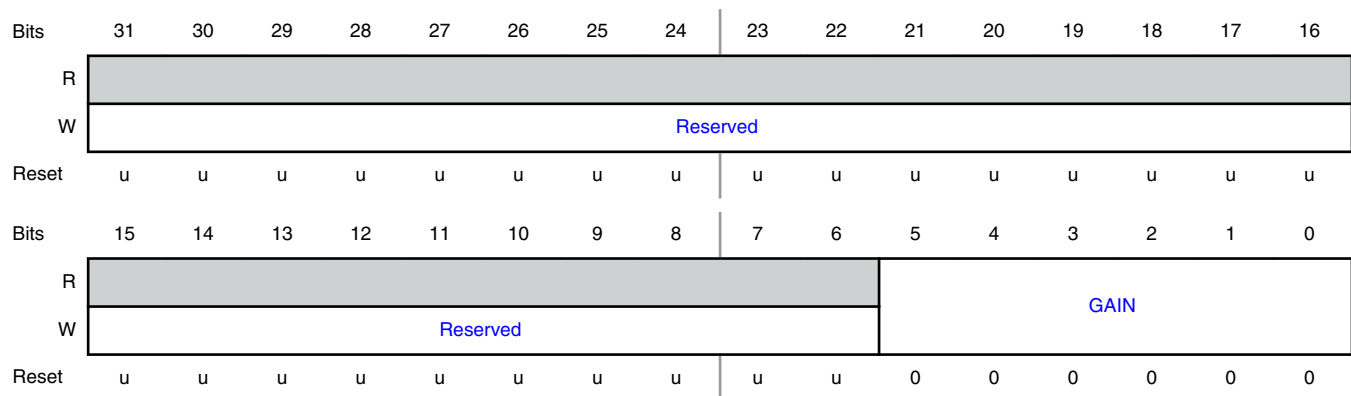 Bits 31 30 29 28 27 26 25 24 23 22 21 20 19 18 17 16
R
W Reserved
Reset u u u u u u u u u u u u u u u u
Bits 15 14 13 12 11 10 9 8 7 6 5 4 3 2 1 0
R
GAIN
W Reserved
Reset u u u u u u u u u u 0 0 0 0 0 0